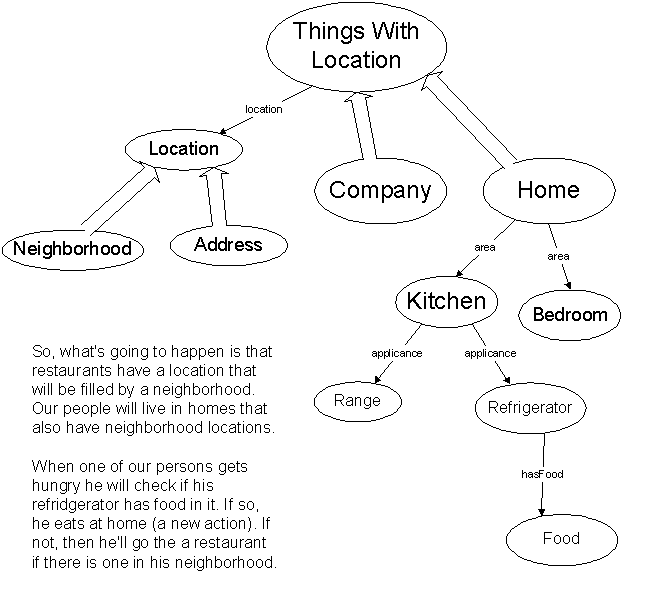 Things With
Location
location
Location
Company
Home
Neighborhood
Address
area
area
Kitchen
Bedroom
applicance
applicance
Range
Refrigerator
hasFood
Food
So, what's going to happen is that
restaurants have a location that
will be filled by a neighborhood.
Our people will live in homes that
also have neighborhood locations.
When one of our persons gets
hungry he will check if his
refridgerator has food in it. If so,
he eats at home (a new action). If
not, then he'll go the a restaurant
if there is one in his neighborhood.